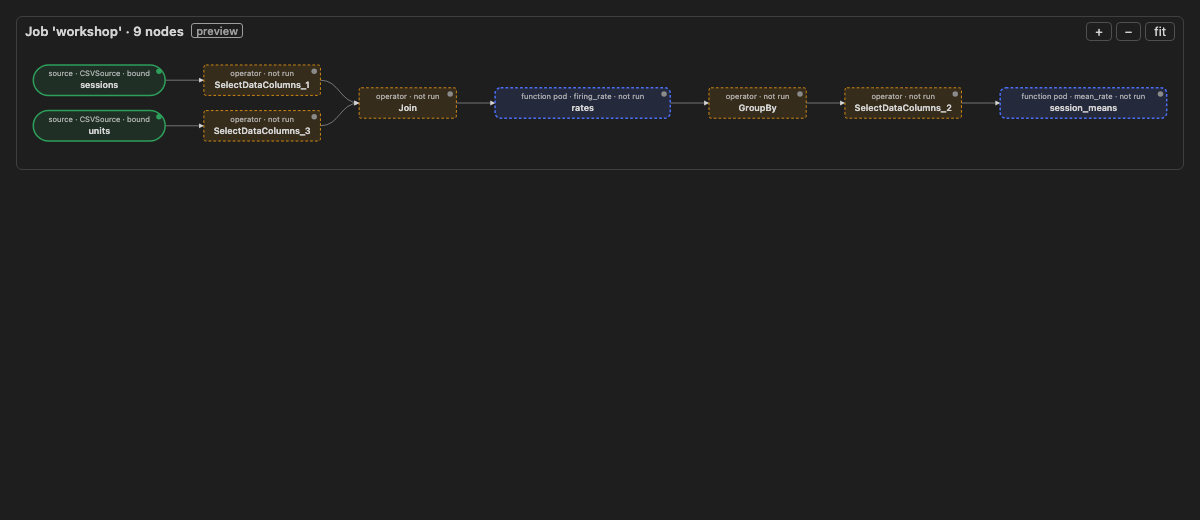 Job 'workshop' · 9 nodes preview
+ − fit
source · CSVSource · bound
sessions
operator · not run
SelectDataColumns_1
source · CSVSource · bound
units
operator · not run
SelectDataColumns_3
operator · not run
Join
function pod · firing_rate · not run
rates
operator · not run
GroupBy
operator · not run
SelectDataColumns_2
function pod · mean_rate · not run
session_means